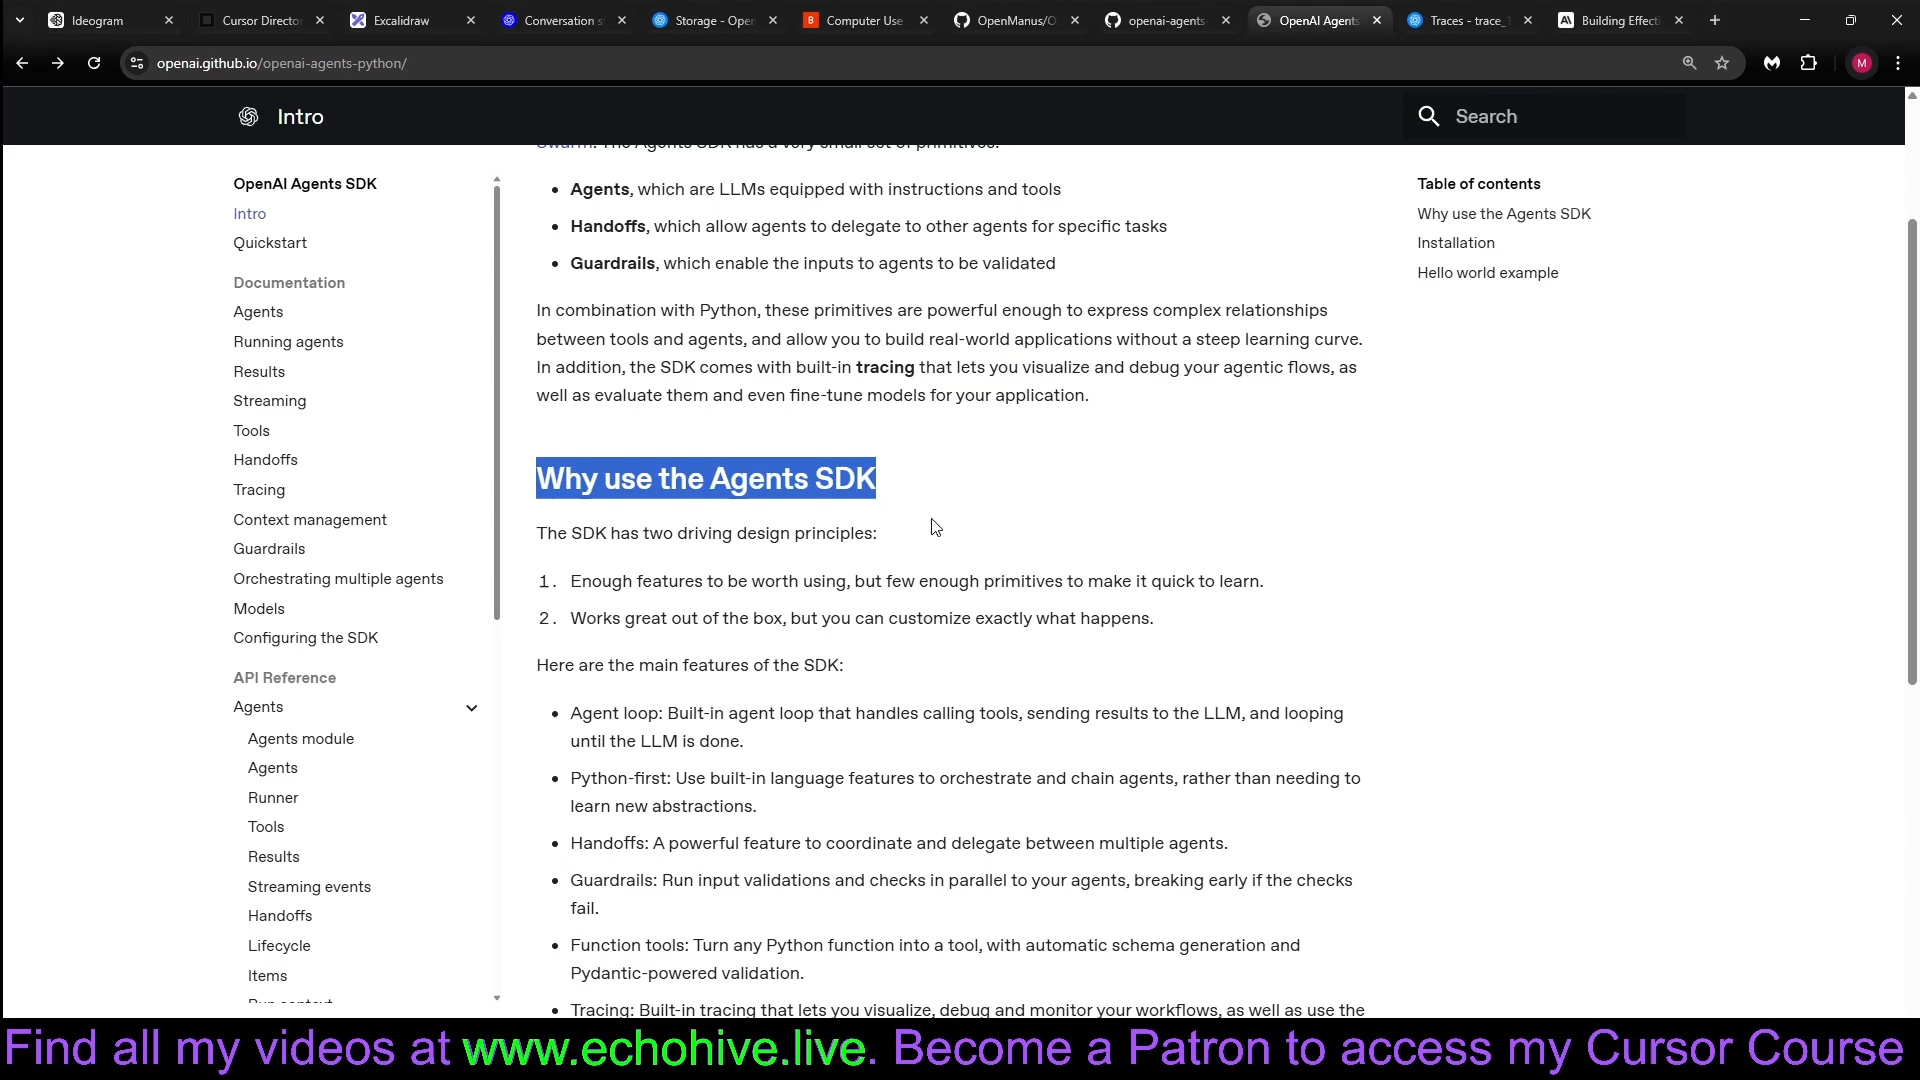 Ideogram
Cursor Directo
Excalidraw
Conversation s
Storage - Open
Computer Use
OpenManus/O
openai-agents-
OpenAI Agents
Traces - trace_
Building Effecti
openai.github.io/openai-agents-python/
M
Intro
Search
OpenAI Agents SDK
Intro
Quickstart
Documentation
Agents
Running agents
Results
Streaming
Tools
Handoffs
Tracing
Context management
Guardrails
Orchestrating multiple agents
Models
Configuring the SDK
API Reference
Agents
Agents module
Agents
Runner
Tools
Results
Streaming events
Handoffs
Lifecycle
Items
Run context
Swarm. The Agents SDK has a very small set of primitives:
• Agents, which are LLMs equipped with instructions and tools
• Handoffs, which allow agents to delegate to other agents for specific tasks
• Guardrails, which enable the inputs to agents to be validated
In combination with Python, these primitives are powerful enough to express complex relationships
between tools and agents, and allow you to build real-world applications without a steep learning curve.
In addition, the SDK comes with built-in tracing that lets you visualize and debug your agentic flows, as
well as evaluate them and even fine-tune models for your application.
Why use the Agents SDK
The SDK has two driving design principles:
1. Enough features to be worth using, but few enough primitives to make it quick to learn.
2. Works great out of the box, but you can customize exactly what happens.
Here are the main features of the SDK:
• Agent loop: Built-in agent loop that handles calling tools, sending results to the LLM, and looping
until the LLM is done.
• Python-first: Use built-in language features to orchestrate and chain agents, rather than needing to
learn new abstractions.
• Handoffs: A powerful feature to coordinate and delegate between multiple agents.
• Guardrails: Run input validations and checks in parallel to your agents, breaking early if the checks
fail.
• Function tools: Turn any Python function into a tool, with automatic schema generation and
Pydantic-powered validation.
• Tracing: Built-in tracing that lets you visualize, debug and monitor your workflows, as well as use the
Table of contents
Why use the Agents SDK
Installation
Hello world example
Find all my videos at www.echohive.live. Become a Patron to access my Cursor Course